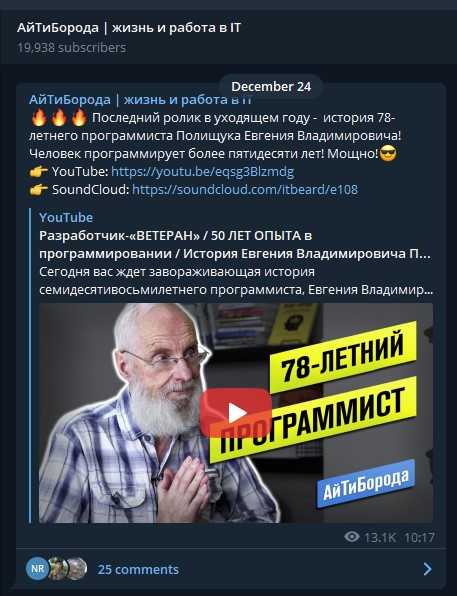 АйТиБорода | жизнь и работа в IT
19,938 subscribers
December 24
АйТиБорода | жизнь и работа в IT
🔥🔥🔥 Последний ролик в уходящем году - история 78-
летнего программиста Полищука Евгения Владимировича!
Человек программирует более пятидесяти лет! Мощно!😎
👉 YouTube: https://youtu.be/eqsg3Blzmdg
👉 SoundCloud: https://soundcloud.com/itbeard/e108
YouTube
Разработчик-«ВЕТЕРАН» / 50 ЛЕТ ОПЫТА в
программировании / История Евгения Владимировича П...
Сегодня вас ждет завораживающая история
семидесятивосьмилетнего программиста, Евгения Владимир...
78-ЛЕТНИЙ
ПРОГРАММИСТ
АйТиБорода
13.1K 10:17
NR
25 comments